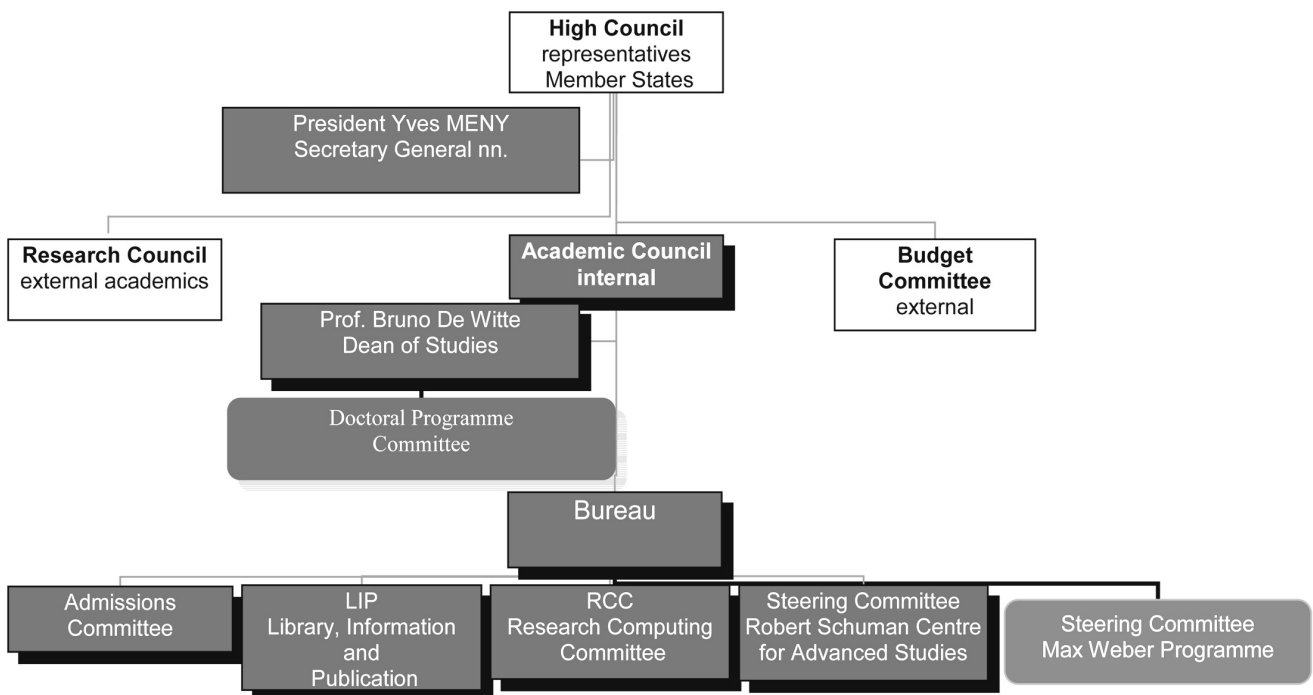 High Council
representatives
Member States
President Yves MENY
Secretary General nn.
Research Council
external academics
Academic Council
internal
Budget
Committee
external
Prof. Bruno De Witte
Dean of Studies
Doctoral Programme
Committee
Bureau
Admissions
Committee
LIP
Library, Information
and
Publication
RCC
Research Computing
Committee
Steering Committee
Robert Schuman Centre
for Advanced Studies
Steering Committee
Max Weber Programme